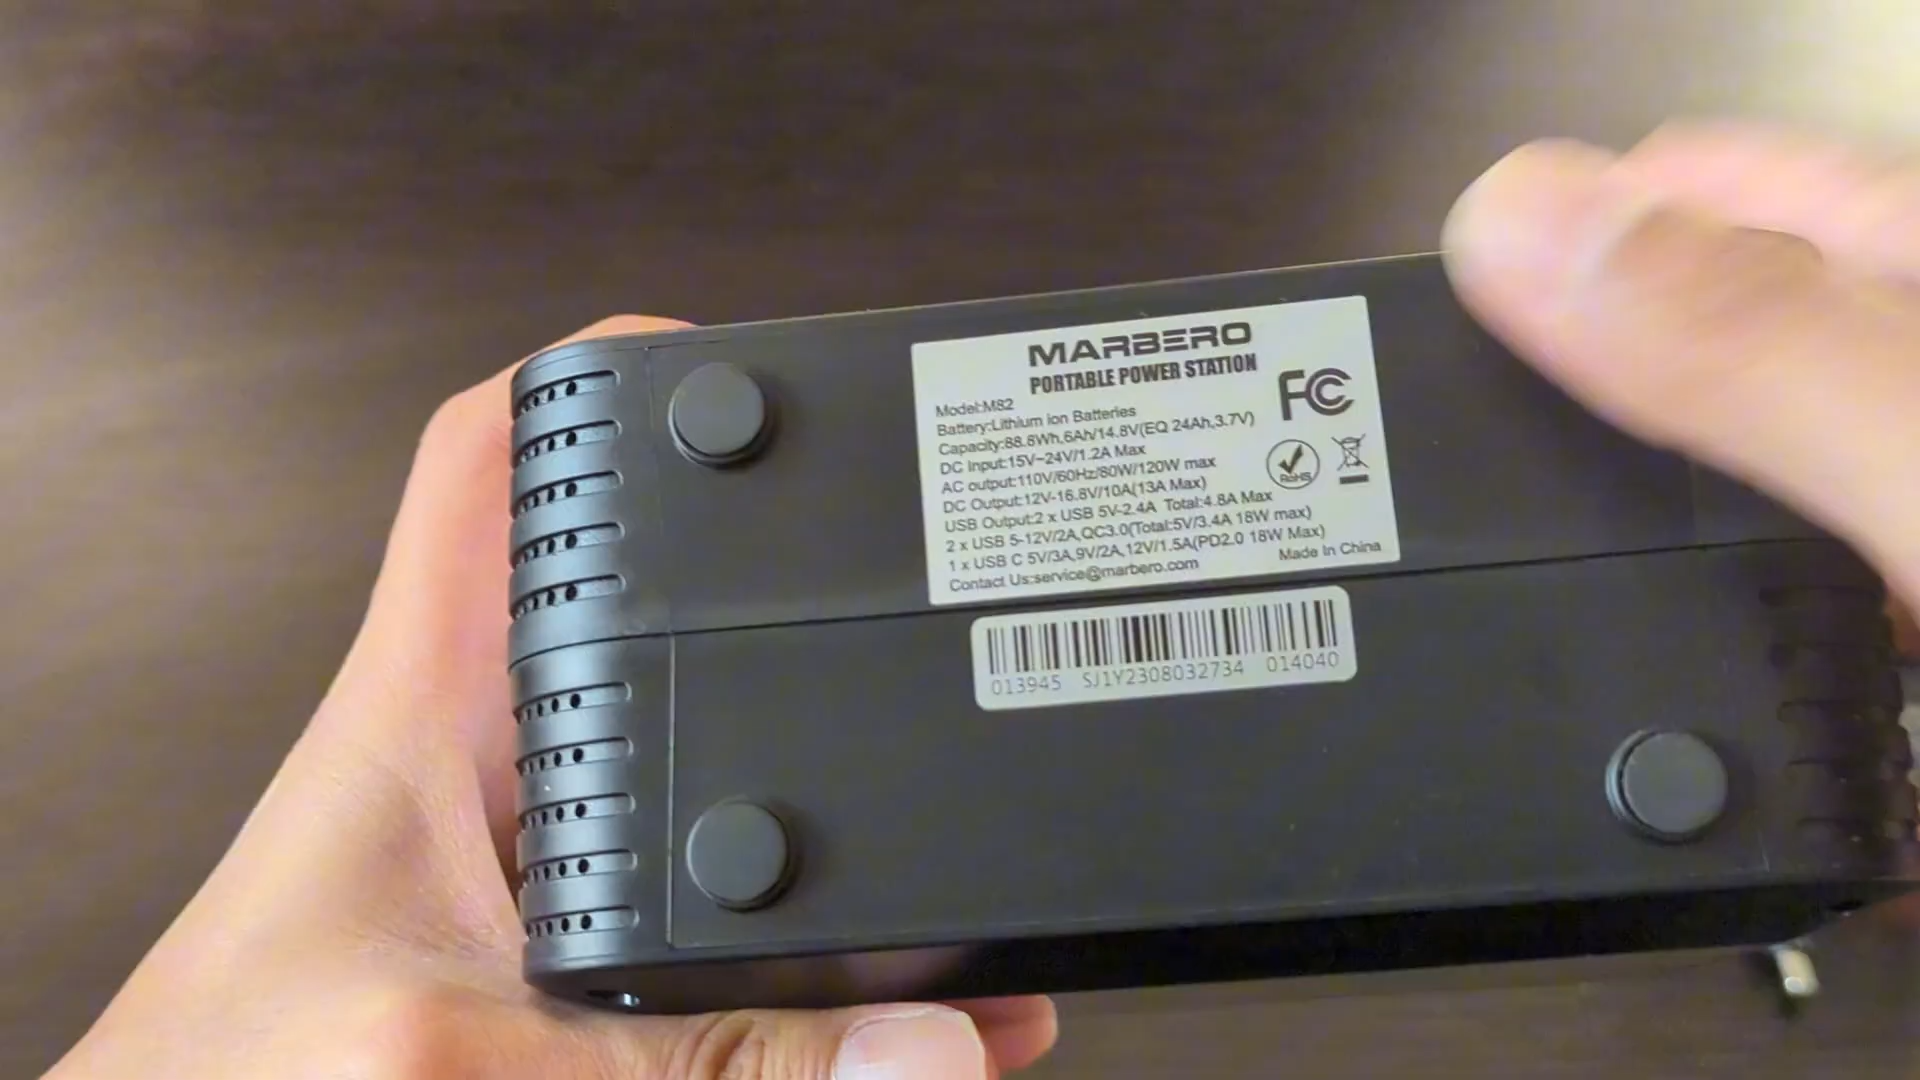 MARBERO
PORTABLE POWER STATION
FC
Model:M82
Battery:Lithium ion Batteries
Capacity:88.8Wh,6Ah/14.8V(EQ 24Ah,3.7V)
DC Input:15V~24V/1.2A Max
AC output:110V/60Hz/80W/120W max
DC Output:12V-16.8V/10A(13A Max)
RoHS
USB Output:2 x USB 5V-2.4A Total:4.8A Max
2 x USB 5-12V/2A,QC3.0(Total:5V/3.4A 18W max)
1 x USB C 5V/3A,9V/2A,12V/1.5A(PD2.0 18W Max)
Contact Us:service@marbero.com
Made In China
013945 SJ1Y2308032734 014040